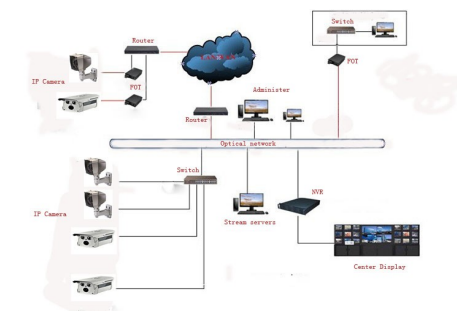 Switch
Router
POT
IP Camera
POT
Administer
Router
Optical network
Switch
NVR
IP Camera
Stream servers
Center Display